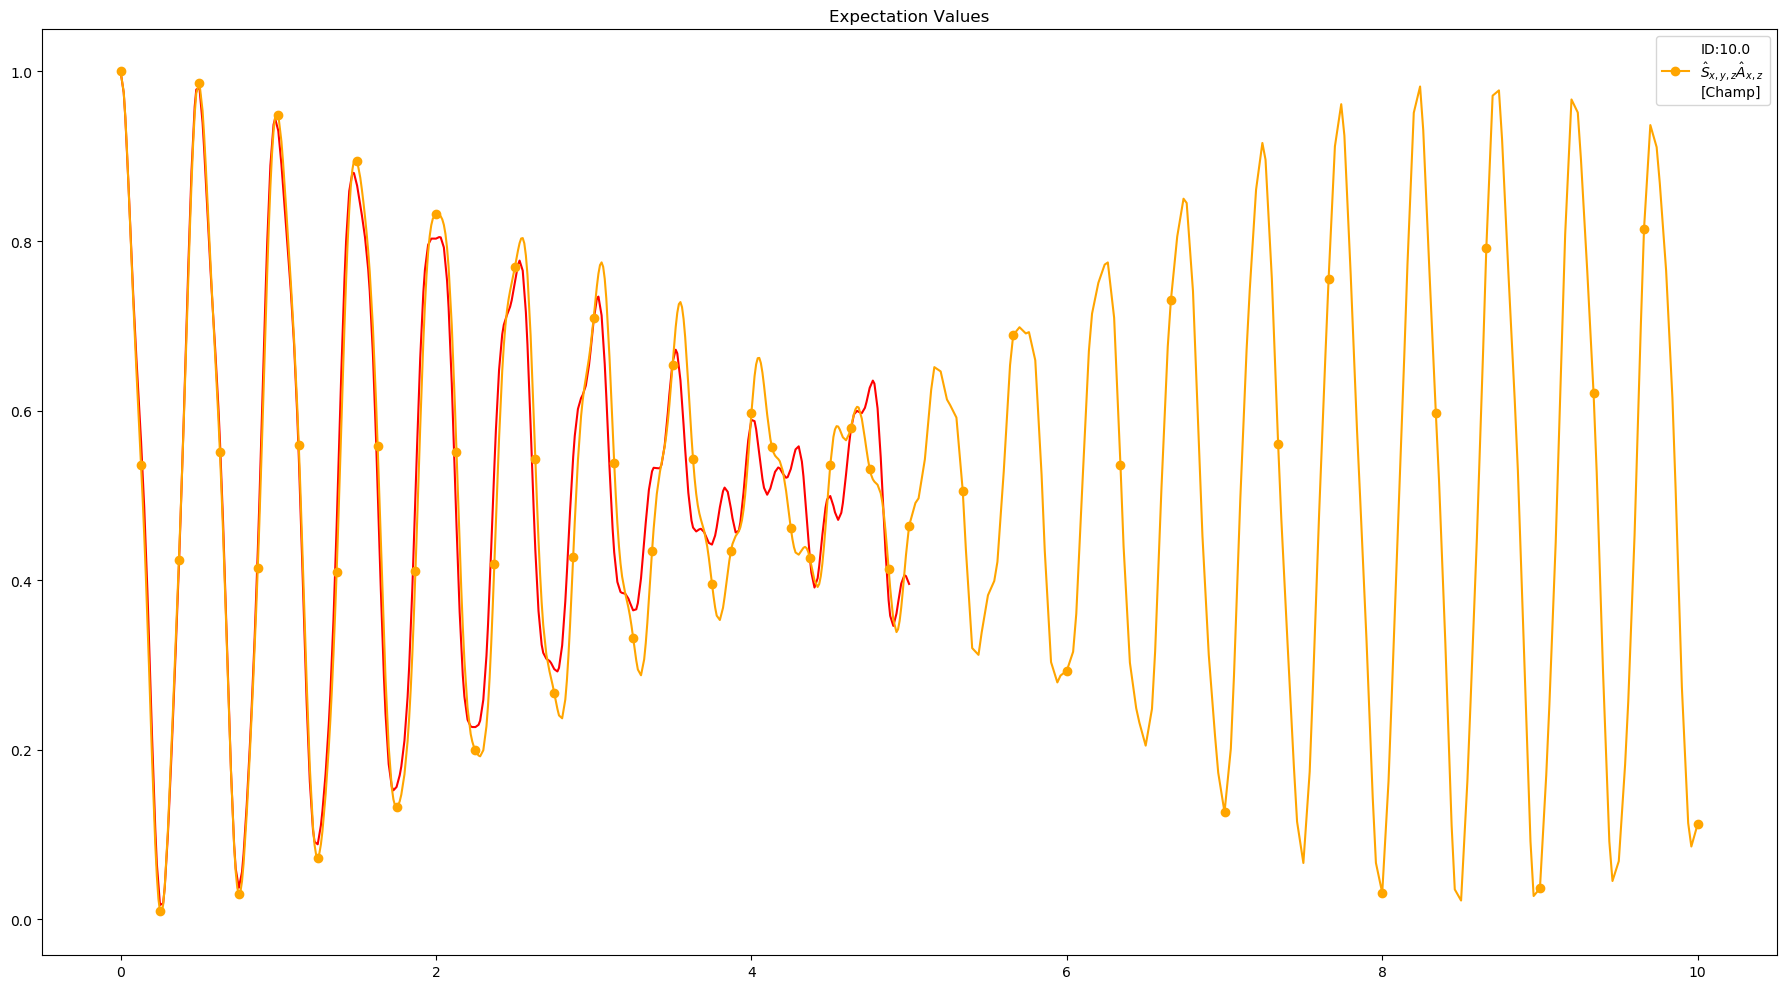 Expectation Values
ID:10.0
$\hat{S}_{x,y,z}\hat{A}_{x,z}$
[Champ]
1.0
0.8
0.6
0.4
0.2
0.0
0 2 4 6 8 10